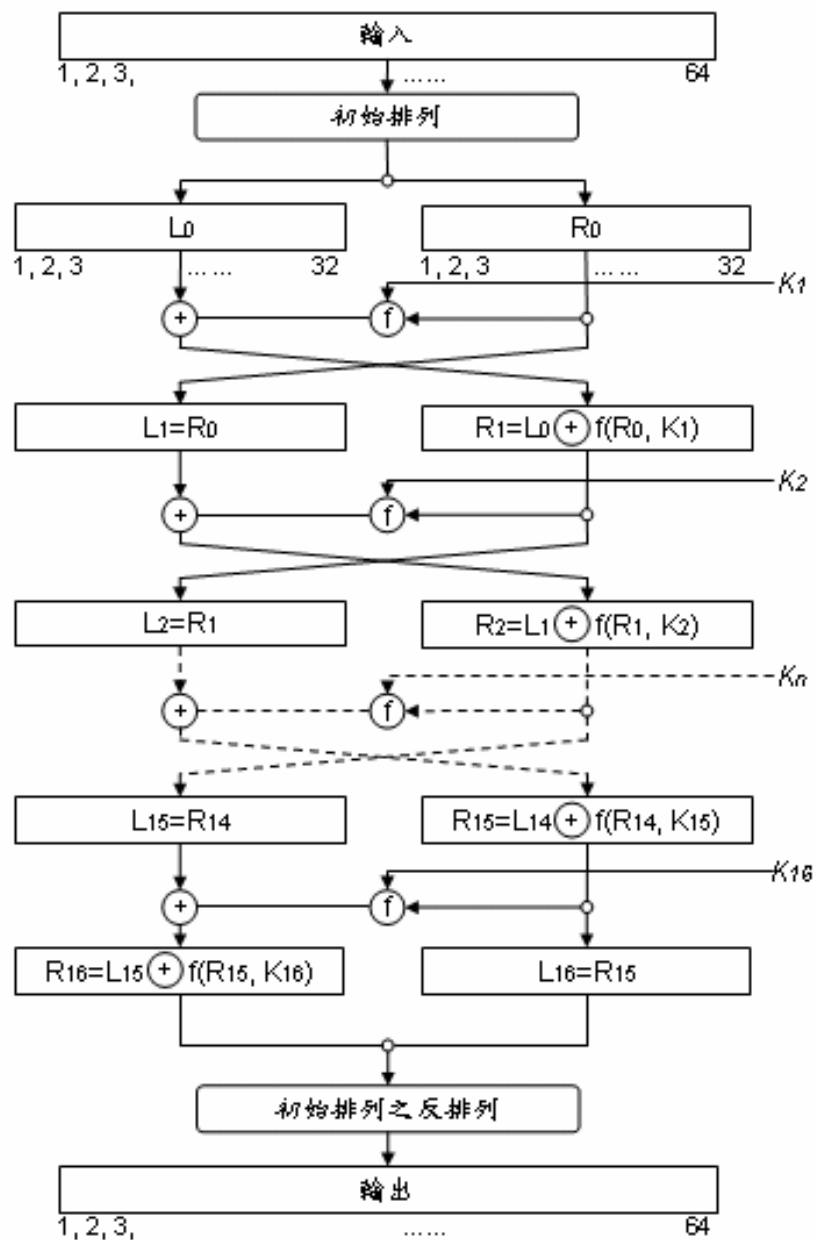 輸入
1, 2, 3, …… 64
初始排列
L0 R0
1, 2, 3 …… 32 1, 2, 3 …… 32
K1
+ f
L1=R0 R1=L0 + f(R0, K1)
K2
+ f
L2=R1 R2=L1 + f(R1, K2)
Kn
+ f
L15=R14 R15=L14 + f(R14, K15)
K16
+ f
R16=L15 + f(R15, K16) L16=R15
初始排列之反排列
輸出
1, 2, 3, …… 64